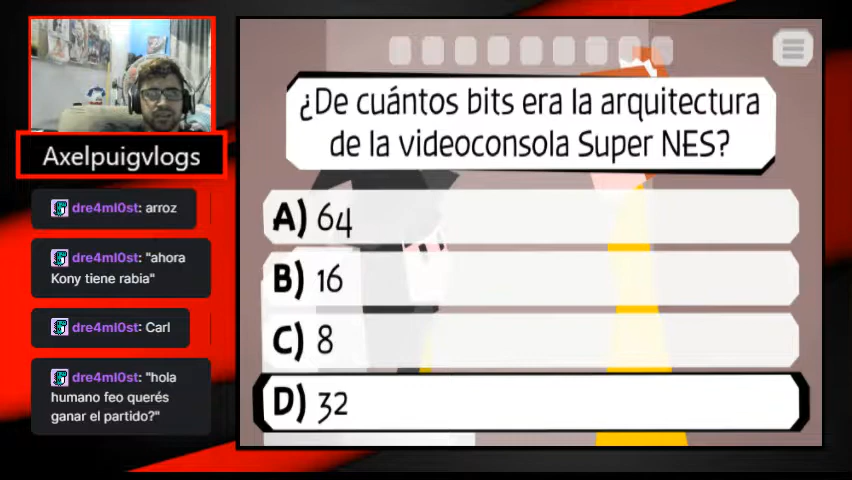 ¿De cuántos bits era la arquitectura
de la videoconsola Super NES?
A) 64
B) 16
C) 8
D) 32
Axelpuigvlogs
dre4ml0st: arroz
dre4ml0st: "ahora
Kony tiene rabia"
dre4ml0st: Carl
dre4ml0st: "hola
humano feo querés
ganar el partido?"